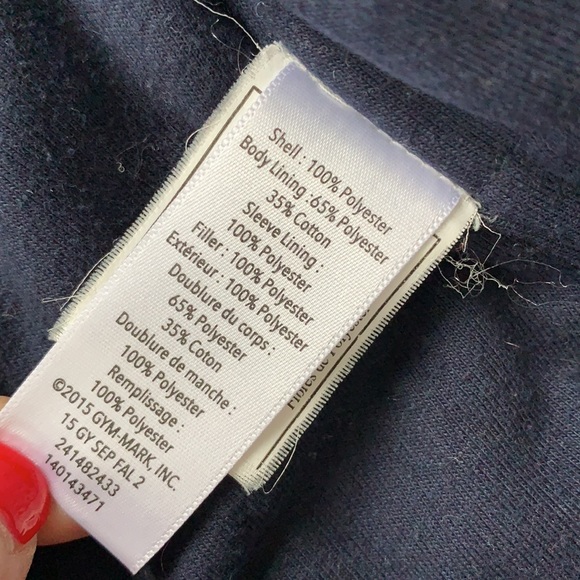 Shell : 100% Polyester
Body Lining :65% Polyester
35% Cotton
Sleeve Lining :
100% Polyester
Filler : 100% Polyester
Extérieur : 100% Polyester
Doublure du corps :
65% Polyester
35% Coton
Doublure de manche :
100% Polyester
Remplissage :
100% Polyester
©2015 GYM-MARK, INC.
15 GY SEP FAL 2
241482433
140143471